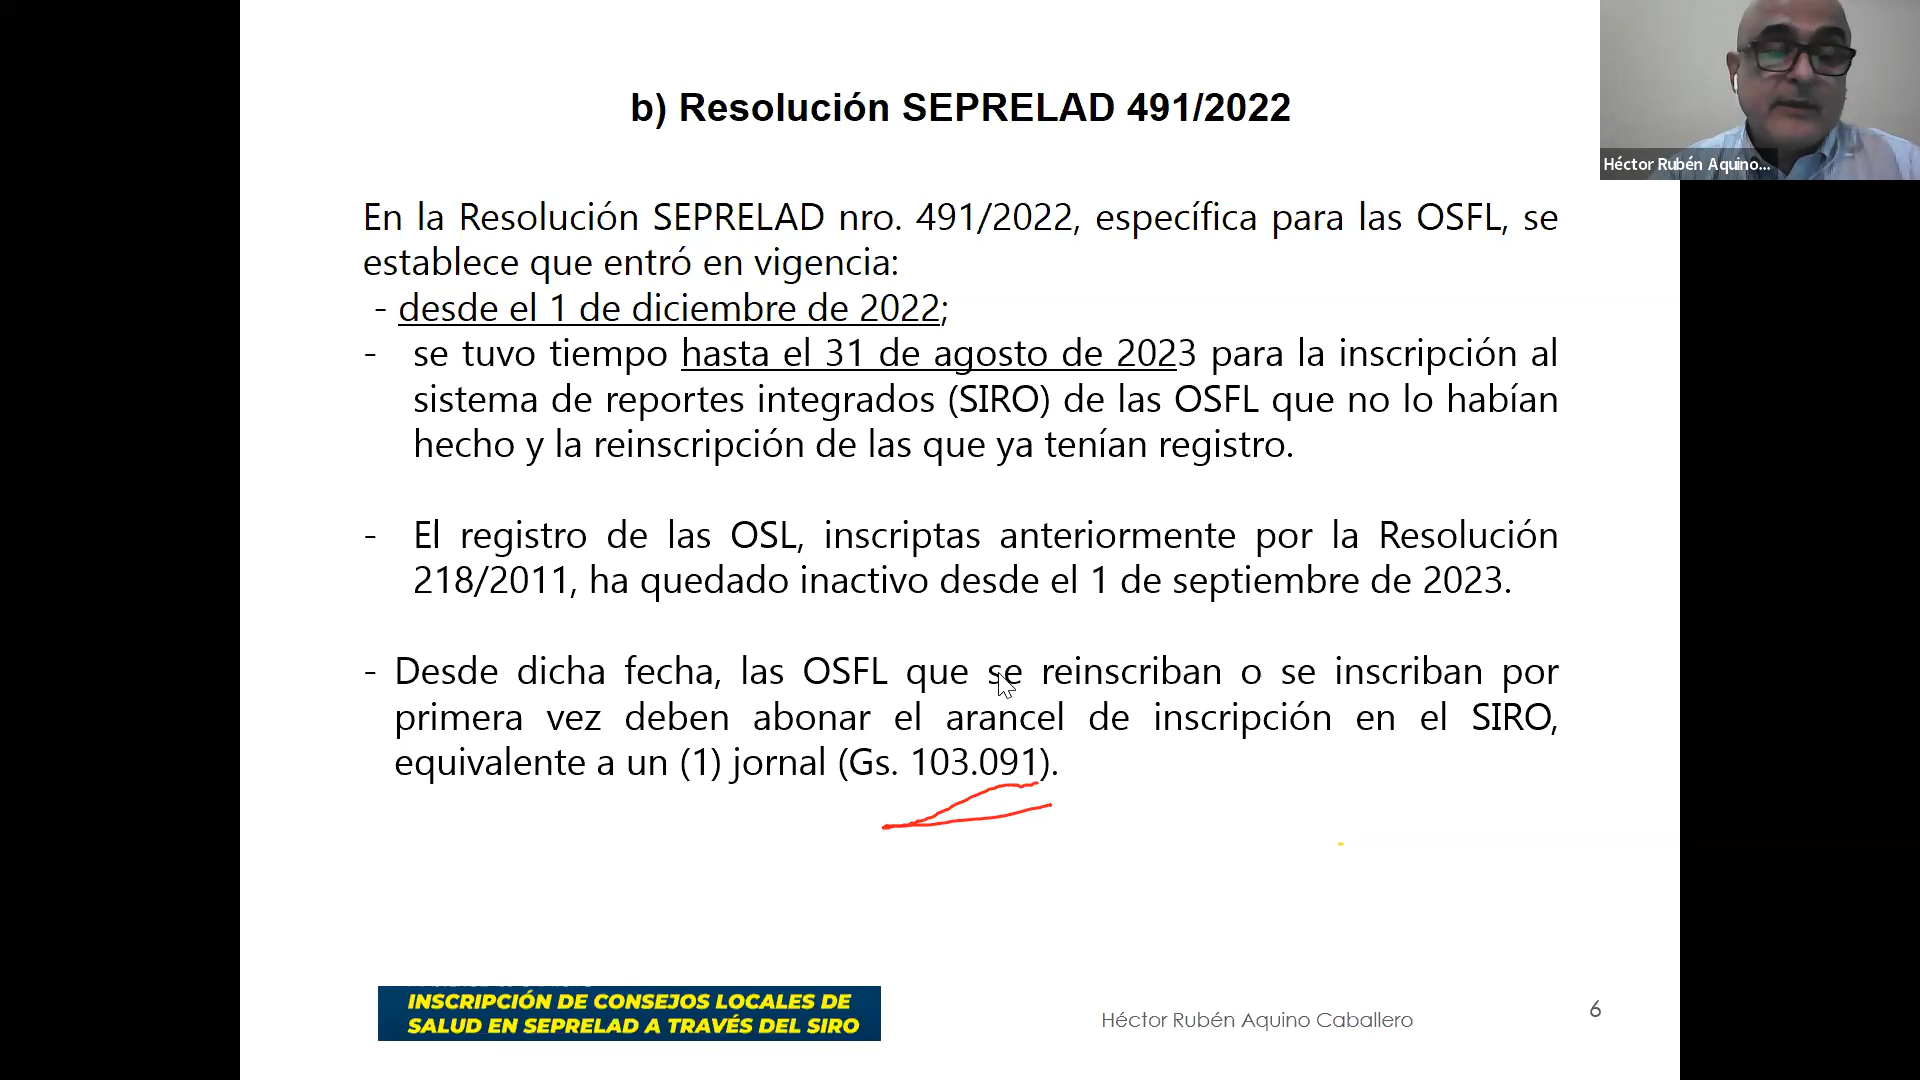 b) Resolución SEPRELAD 491/2022
Héctor Rubén Aquino...
En la Resolución SEPRELAD nro. 491/2022, específica para las OSFL, se
establece que entró en vigencia:
- desde el 1 de diciembre de 2022;
- se tuvo tiempo hasta el 31 de agosto de 2023 para la inscripción al
sistema de reportes integrados (SIRO) de las OSFL que no lo habían
hecho y la reinscripción de las que ya tenían registro.
- El registro de las OSL, inscriptas anteriormente por la Resolución
218/2011, ha quedado inactivo desde el 1 de septiembre de 2023.
- Desde dicha fecha, las OSFL que se reinscriban o se inscriban por
primera vez deben abonar el arancel de inscripción en el SIRO,
equivalente a un (1) jornal (Gs. 103.091).
INSCRIPCIÓN DE CONSEJOS LOCALES DE
SALUD EN SEPRELAD A TRAVÉS DEL SIRO
Héctor Rubén Aquino Caballero
6